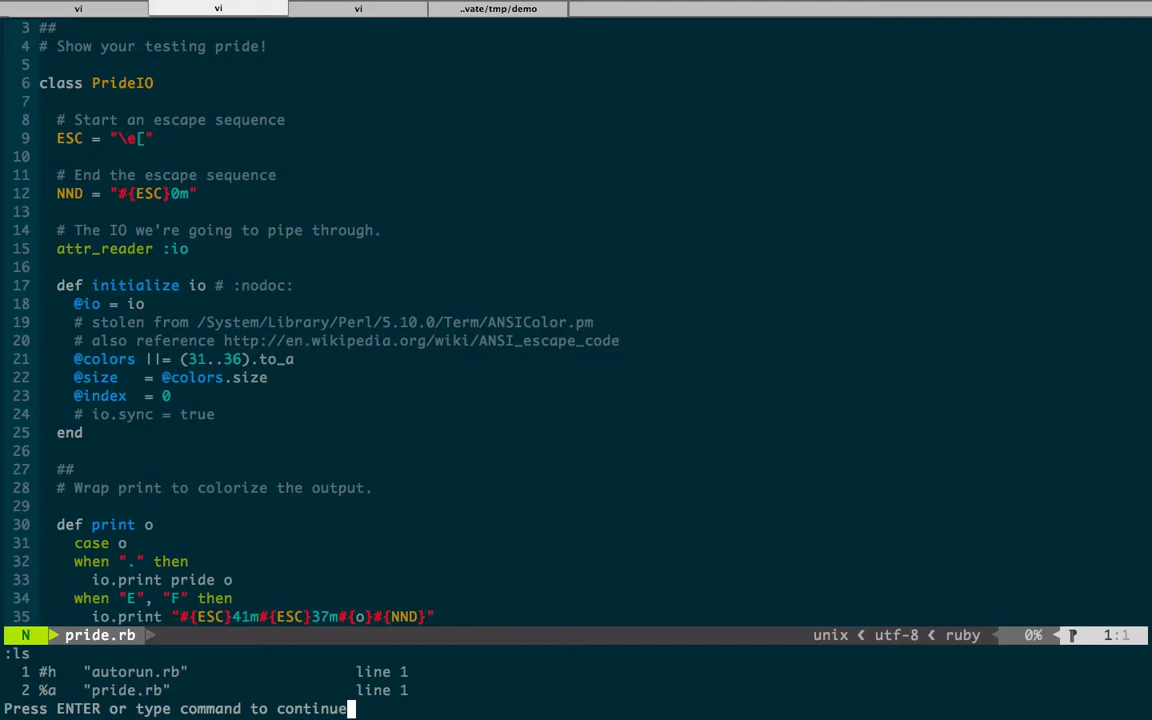 vi vi vi ..vate/tmp/demo
3 ##
4 # Show your testing pride!
5
6 class PrideIO
7
8 # Start an escape sequence
9 ESC = "\e["
10
11 # End the escape sequence
12 NND = "#{ESC}0m"
13
14 # The IO we're going to pipe through.
15 attr_reader :io
16
17 def initialize io # :nodoc:
18 @io = io
19 # stolen from /System/Library/Perl/5.10.0/Term/ANSIColor.pm
20 # also reference http://en.wikipedia.org/wiki/ANSI_escape_code
21 @colors ||= (31..36).to_a
22 @size   = @colors.size
23 @index  = 0
24 # io.sync = true
25 end
26
27 ##
28 # Wrap print to colorize the output.
29
30 def print o
31 case o
32 when "." then
33 io.print pride o
34 when "E", "F" then
35 io.print "#{ESC}41m#{ESC}37m#{o}#{NND}"
N pride.rb unix < utf-8 < ruby 0% 1:1
:ls
1 #h "autorun.rb" line 1
2 %a "pride.rb" line 1
Press ENTER or type command to continue